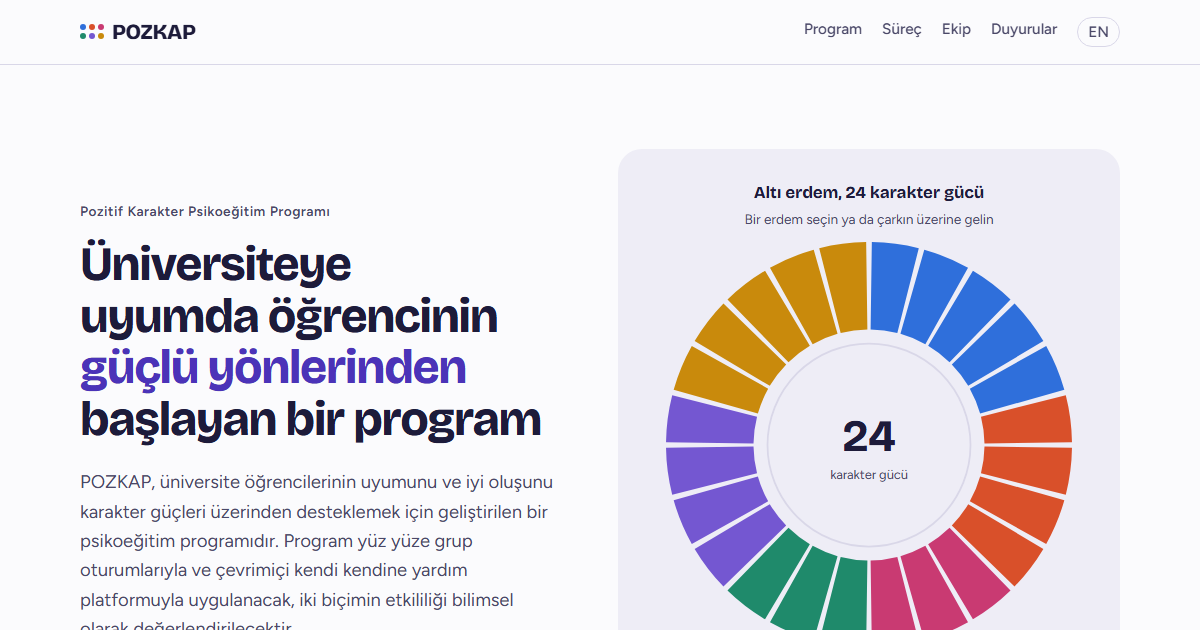 POZKAP
Program
Süreç
Ekip
Duyurular
EN
Pozitif Karakter Psikoeğitim Programı
Üniversiteye
uyumda öğrencinin
güçlü yönlerinden
başlayan bir program
POZKAP, üniversite öğrencilerinin uyumunu ve iyi oluşunu
karakter güçleri üzerinden desteklemek için geliştirilen bir
psikoeğitim programıdır. Program yüz yüze grup
oturumlarıyla ve çevrimiçi kendi kendine yardım
platformuyla uygulanacak, iki biçimin etkililiği bilimsel
olarak değerlendirilecektir.
Altı erdem, 24 karakter gücü
Bir erdem seçin ya da çarkın üzerine gelin
24
karakter gücü